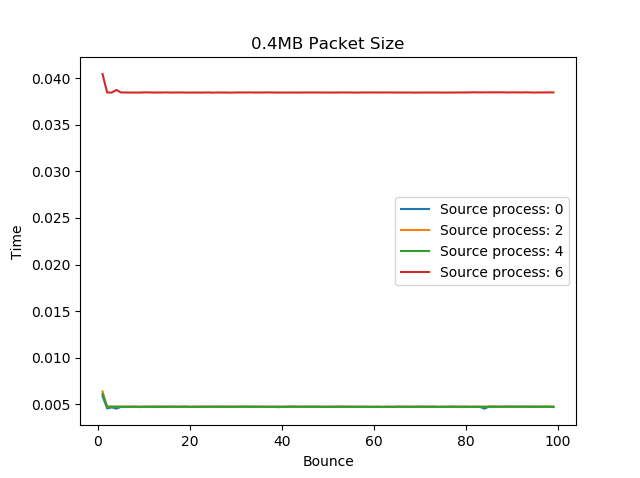 0.4MB Packet Size
0.040
0.035
0.030
0.025
0.020
0.015
0.010
0.005
Time
Source process: 0
Source process: 2
Source process: 4
Source process: 6
0 20 40 60 80 100
Bounce